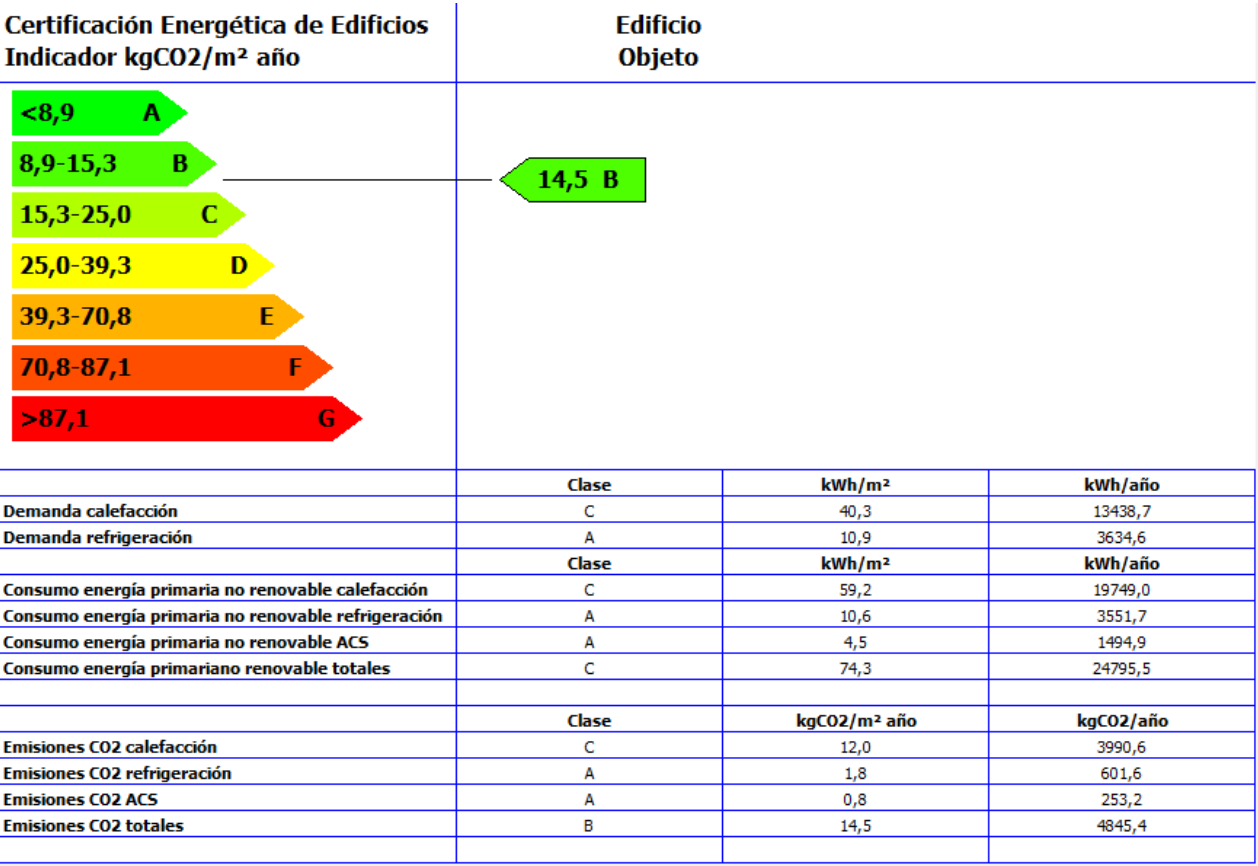 Certificación Energética de Edificios
Indicador kgCO2/m² año
Edificio
Objeto
<8,9 A
8,9-15,3 B
14,5 B
15,3-25,0 C
25,0-39,3 D
39,3-70,8 E
70,8-87,1 F
>87,1 G
Clase kWh/m² kWh/año
Demanda calefacción C 40,3 13438,7
Demanda refrigeración A 10,9 3634,6
Clase kWh/m² kWh/año
Consumo energía primaria no renovable calefacción C 59,2 19749,0
Consumo energía primaria no renovable refrigeración A 10,6 3551,7
Consumo energía primaria no renovable ACS A 4,5 1494,9
Consumo energía primariano renovable totales C 74,3 24795,5
Clase kgCO2/m² año kgCO2/año
Emisiones CO2 calefacción C 12,0 3990,6
Emisiones CO2 refrigeración A 1,8 601,6
Emisiones CO2 ACS A 0,8 253,2
Emisiones CO2 totales B 14,5 4845,4